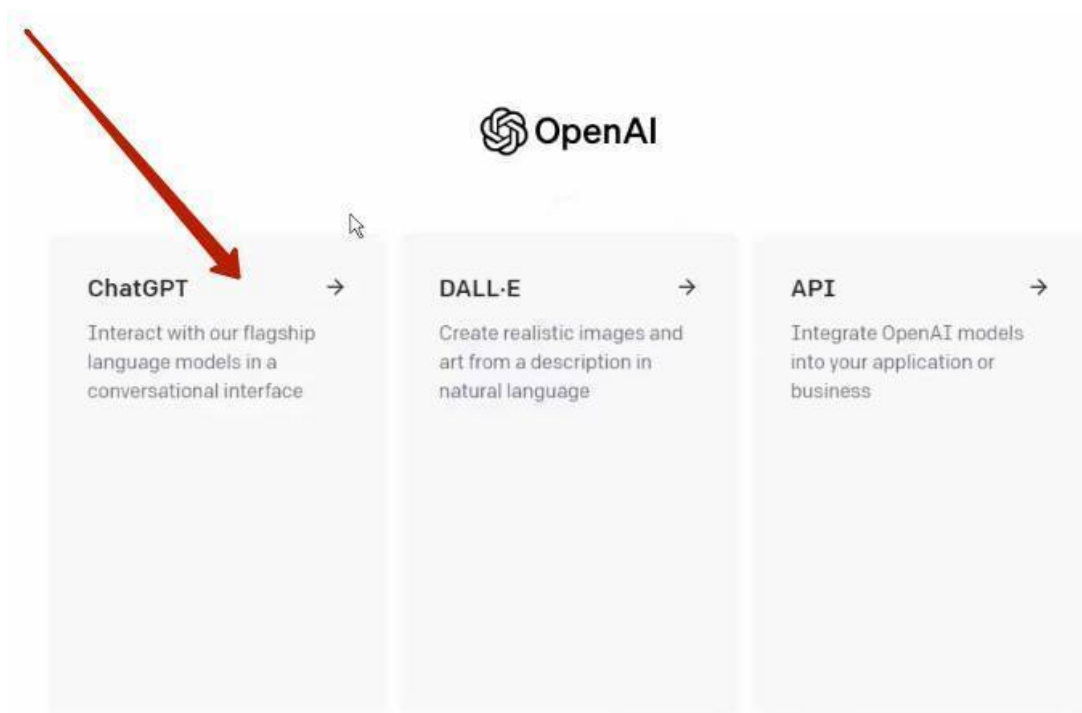 OpenAI
ChatGPT →
Interact with our flagship
language models in a
conversational interface
DALL·E →
Create realistic images and
art from a description in
natural language
API →
Integrate OpenAI models
into your application or
business